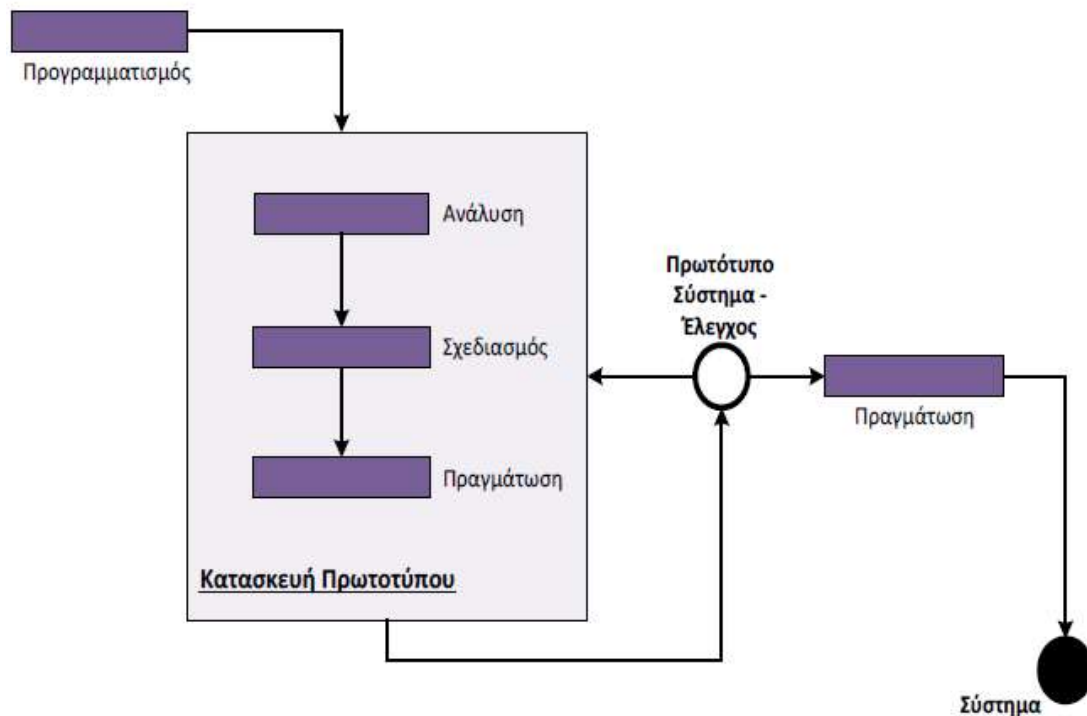 Προγραμματισμός
Ανάλυση
Σχεδιασμός
Πραγμάτωση
Κατασκευή Πρωτοτύπου
Πρωτότυπο
Σύστημα -
Έλεγχος
Πραγμάτωση
Σύστημα